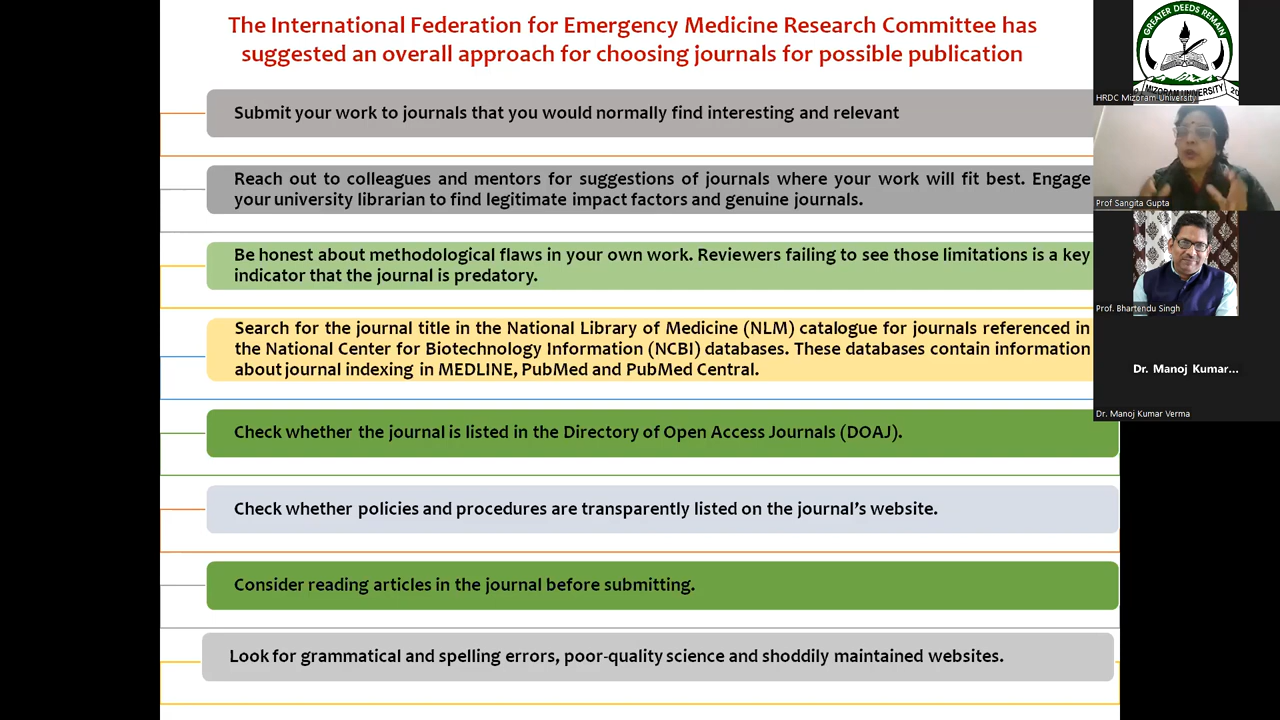 The International Federation for Emergency Medicine Research Committee has
suggested an overall approach for choosing journals for possible publication
Submit your work to journals that you would normally find interesting and relevant
Reach out to colleagues and mentors for suggestions of journals where your work will fit best. Engage
your university librarian to find legitimate impact factors and genuine journals.
Be honest about methodological flaws in your own work. Reviewers failing to see those limitations is a key
indicator that the journal is predatory.
Search for the journal title in the National Library of Medicine (NLM) catalogue for journals referenced in
the National Center for Biotechnology Information (NCBI) databases. These databases contain information
about journal indexing in MEDLINE, PubMed and PubMed Central.
Check whether the journal is listed in the Directory of Open Access Journals (DOAJ).
Check whether policies and procedures are transparently listed on the journal's website.
Consider reading articles in the journal before submitting.
Look for grammatical and spelling errors, poor-quality science and shoddily maintained websites.
GREATER DEEDS REMAIN
MIZORAM UNIVERSITY
HRDC Mizoram University
Prof Sangita Gupta
Prof. Bhartendu Singh
Dr. Manoj Kumar...
Dr. Manoj Kumar Verma